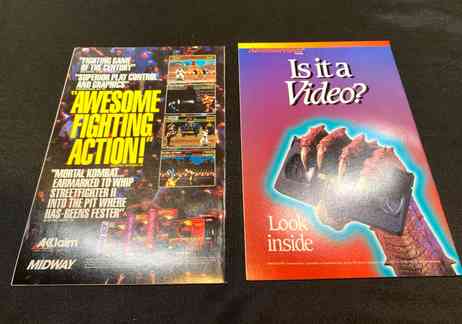 "FIGHTING GAME
OF THE CENTURY"
"SUPERIOR PLAY CONTROL
AND GRAPHICS"
"AWESOME
FIGHTING
ACTION!"
"MORTAL KOMBAT
EARMARKED TO WHIP
STREETFIGHTER II
INTO THE PIT WHERE
HAS-BEENS FESTER"
AKClaim
MIDWAY
Is it a
Video?
Look
inside